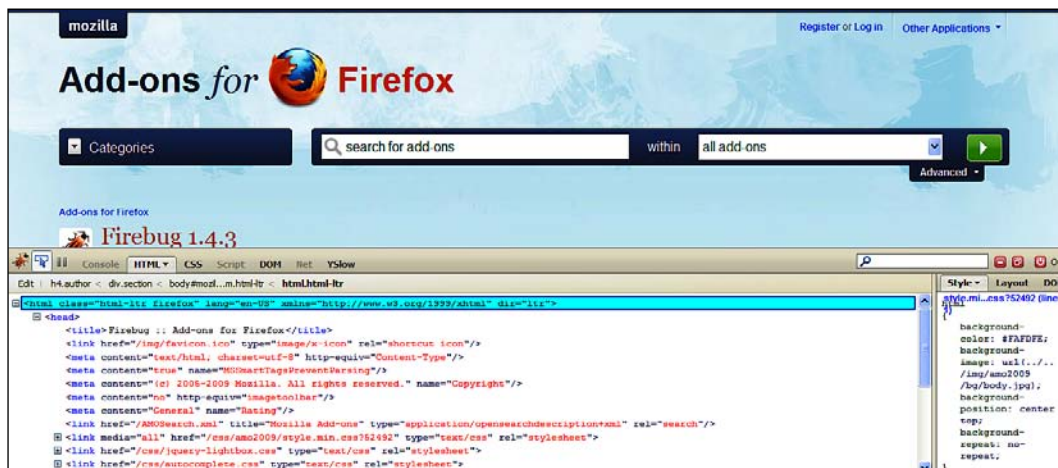 mozilla
Register or Log in Other Applications
Add-ons for Firefox
Categories
search for add-ons
within
all add-ons
Advanced
Add-ons for Firefox
Firebug 1.4.3
Console HTML CSS Script DOM Net YSlow
Edit h4.author < div.section < body#mozil...m.html-ltr < html.html-ltr
Style Layout DO
<html class="html-ltr firefox" lang="en-US" xmlns="http://www.w3.org/1999/xhtml" dir="ltr">
<head>
<title>Firebug :: Add-ons for Firefox</title>
<link href="/img/favicon.ico" type="image/x-icon" rel="shortcut icon"/>
<meta content="text/html; charset=utf-8" http-equiv="Content-Type"/>
<meta content="true" name="MSSmartTagsPreventParsing"/>
<meta content="(c) 2005-2009 Mozilla. All rights reserved." name="Copyright"/>
<meta content="no" http-equiv="imagetoolbar"/>
<meta content="General" name="Rating"/>
<link href="/AMOSearch.xml" title="Mozilla Add-ons" type="application/opensearchdescription+xml" rel="search"/>
<link media="all" href="/css/amo2009/style.min.css?52492" type="text/css" rel="stylesheet">
<link href="/css/jquery-lightbox.css" type="text/css" rel="stylesheet">
<link href="/css/autocomplete.css" type="text/css" rel="stylesheet">
style.mi...css?52492 (line
html
{
background-
color: #FAFDFE;
background-
image: url(../..
/img/amo2009
/bg/body.jpg);
background-
position: center
top;
background-
repeat: no-
repeat;
}